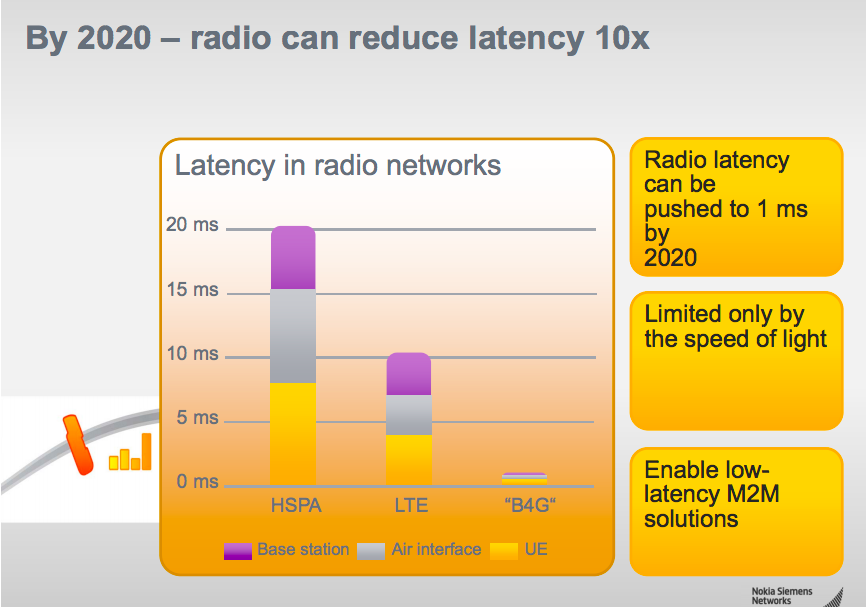 By 2020 – radio can reduce latency 10x
Latency in radio networks
20 ms
15 ms
10 ms
5 ms
0 ms
HSPA
LTE
“B4G“
Base station
Air interface
UE
Radio latency
can be
pushed to 1 ms
by
2020
Limited only by
the speed of light
Enable low-
latency M2M
solutions
Nokia Siemens
Networks